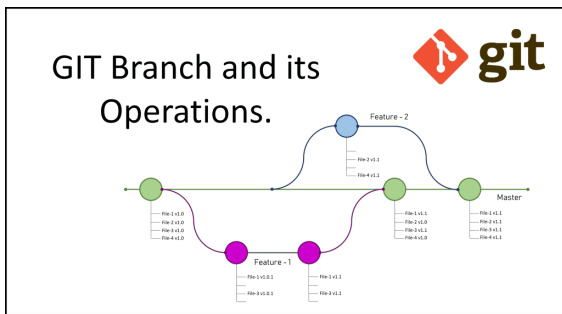 GIT Branch and its
Operations.
git
Feature - 2
File-2 v1.1
File-4 v1.1
Master
File-1 v1.0
File-2 v1.0
File-3 v1.0
File-4 v1.0
File-1 v1.1
File-2 v1.0
File-3 v1.1
File-4 v1.0
File-1 v1.1
File-2 v1.1
File-3 v1.1
File-4 v1.1
Feature - 1
File-1 v1.0.1
File-3 v1.0.1
File-1 v1.1
File-3 v1.1